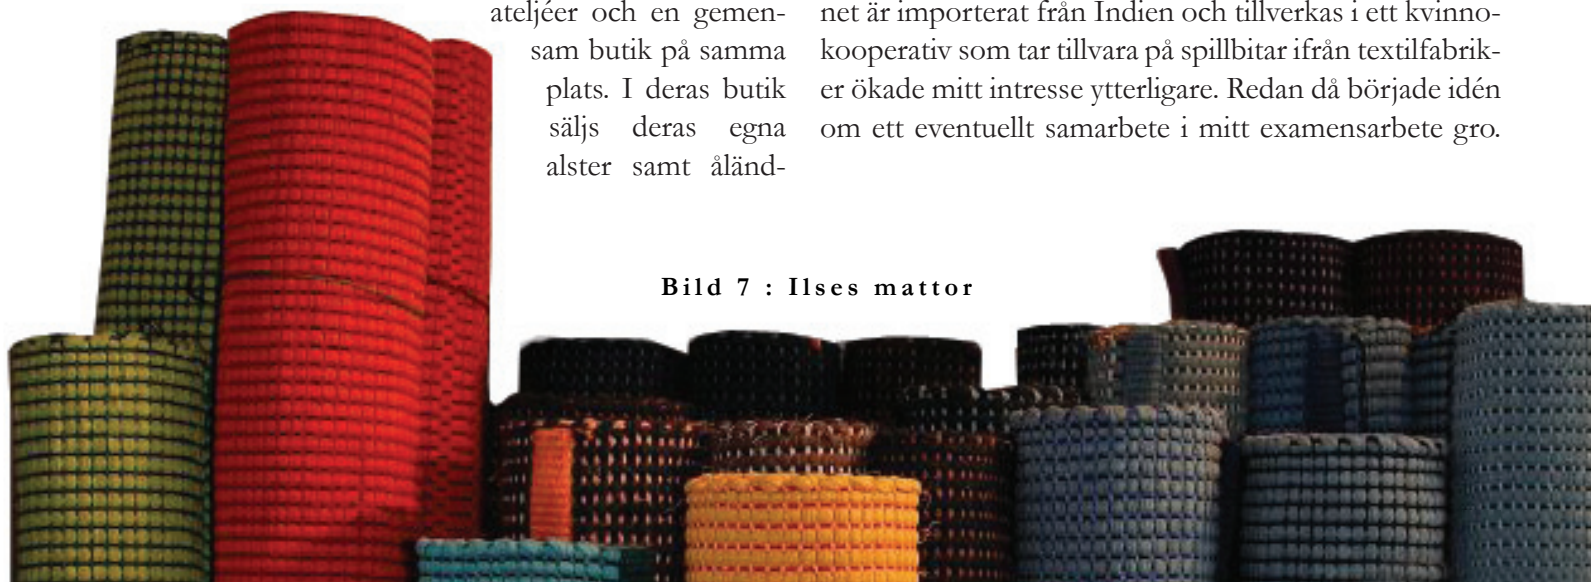 ateljéer och en gemen-
sam butik på samma
plats. I deras butik
säljs deras egna
alster samt åländ-
net är importerat från Indien och tillverkas i ett kvinno-
kooperativ som tar tillvara på spillbitar ifrån textilfabrik-
er ökade mitt intresse ytterligare. Redan då började idén
om ett eventuellt samarbete i mitt examensarbete gro.
Bild 7 : Ilses mattor